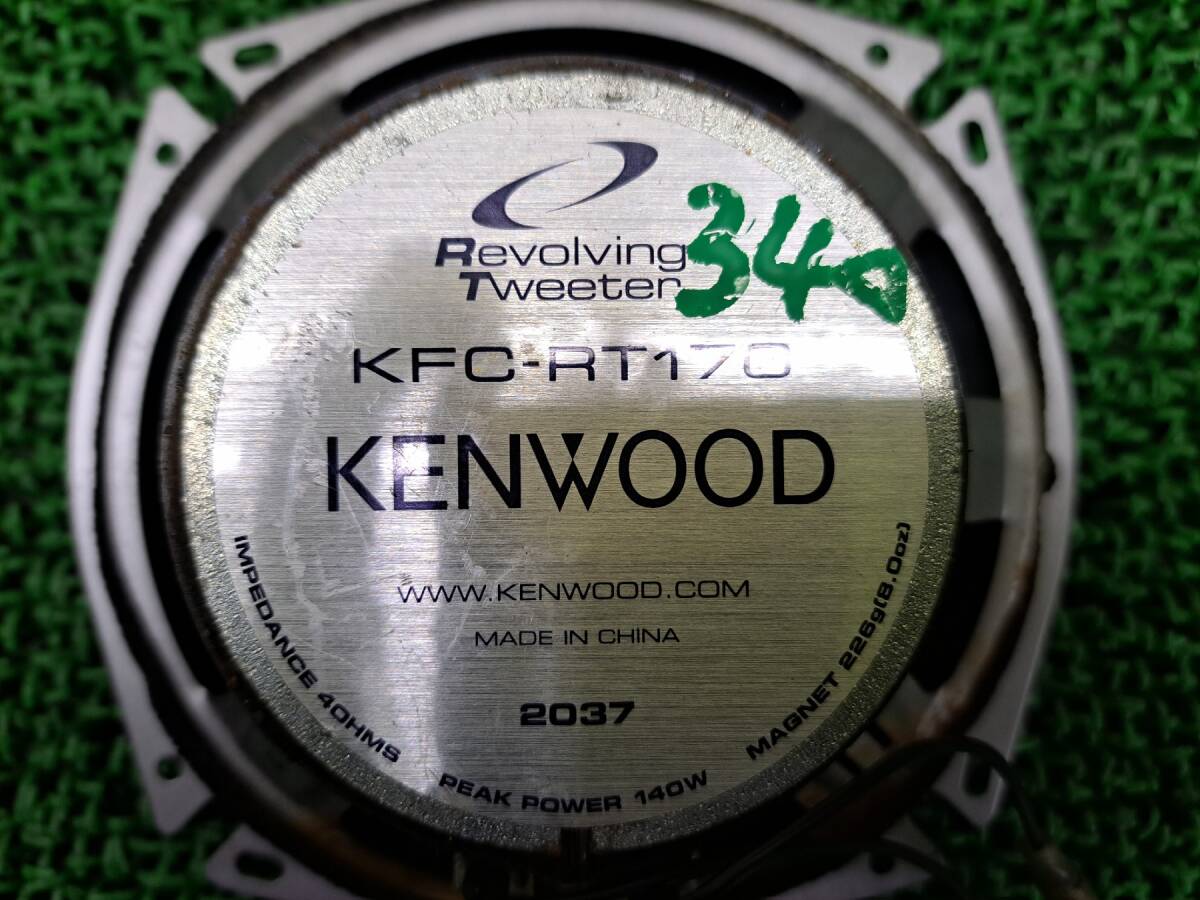 Revolving
Tweeter
340
KFC-RT170
KENWOOD
WWW.KENWOOD.COM
MADE IN CHINA
2037
IMPEDANCE 4OHMS
PEAK POWER 140W
MAGNET 226g(8.0oz)